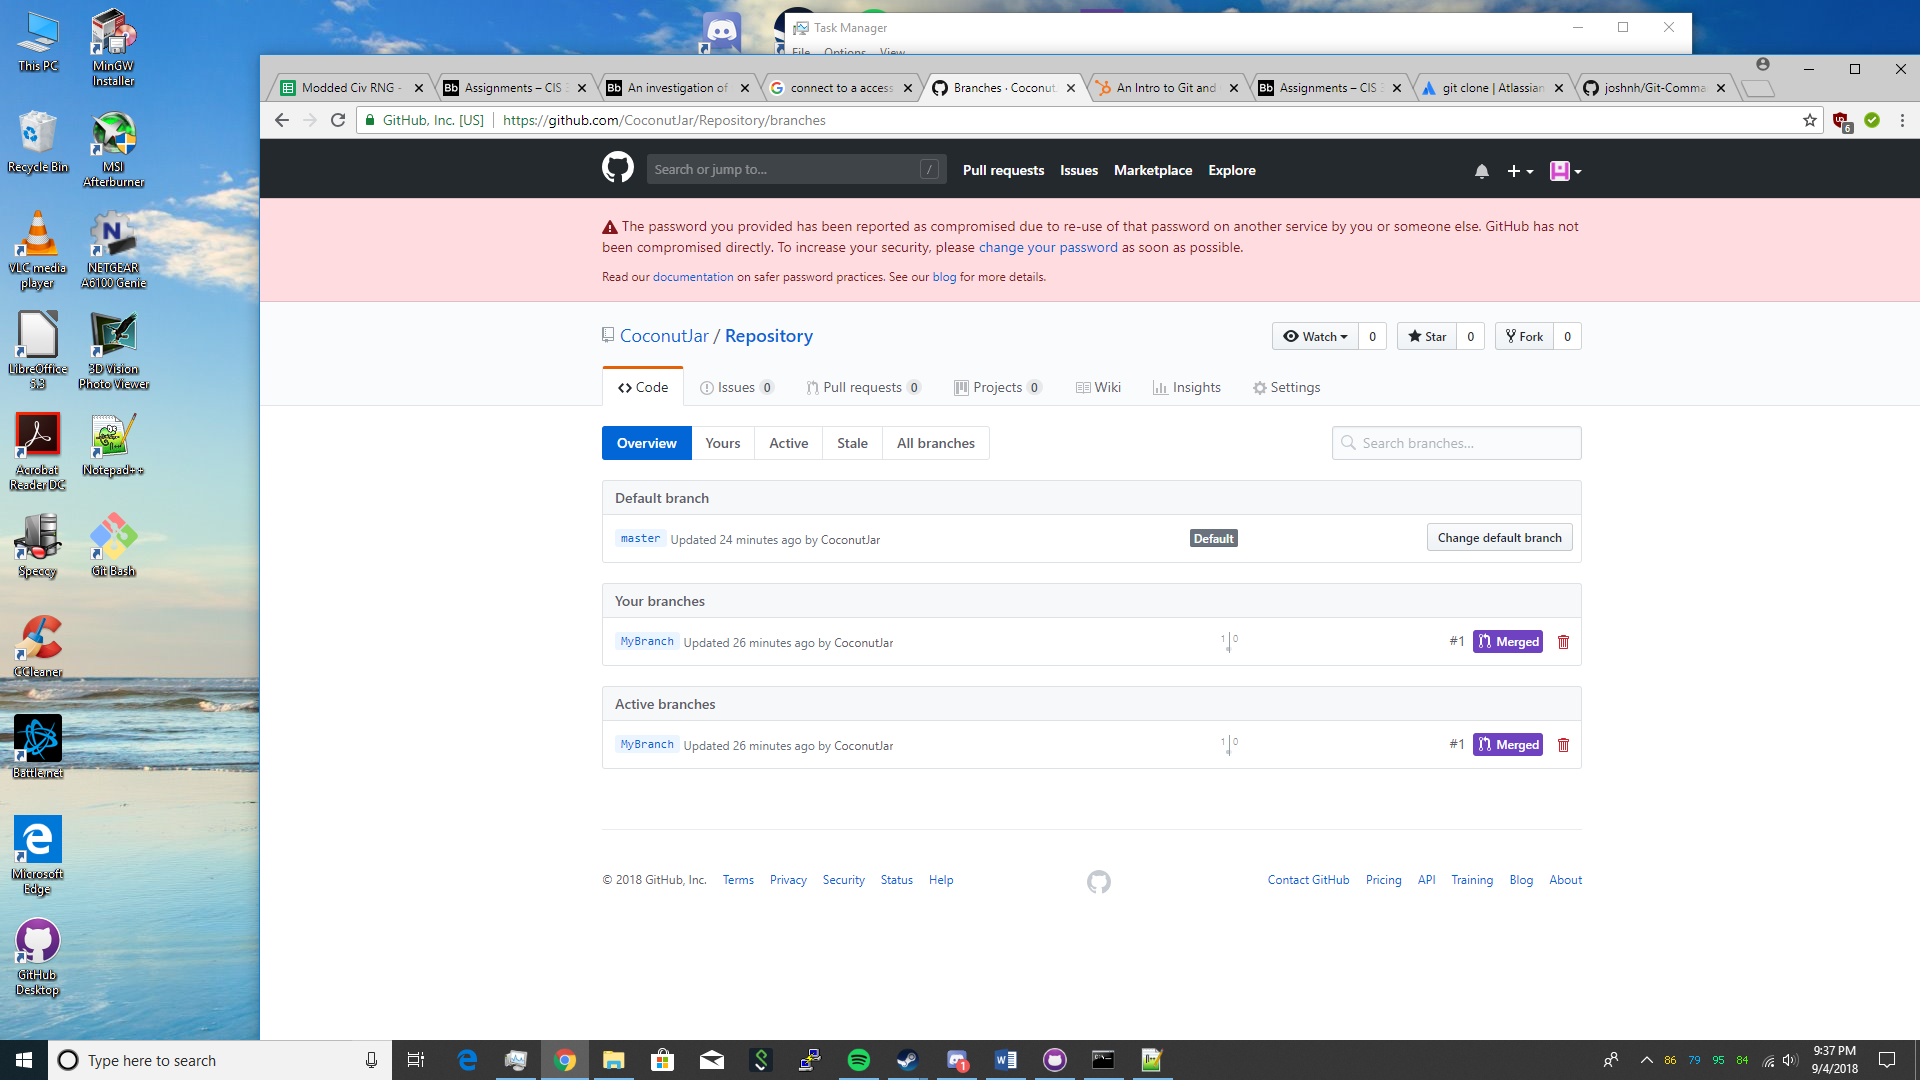 This PC
MinGW Installer
Recycle Bin
MSI Afterburner
VLC media player
NETGEAR A6100 Genie
LibreOffice 5.3
3D Vision Photo Viewer
Acrobat Reader DC
Notepad++
Speccy
Git Bash
CCleaner
Battle.net
Microsoft Edge
GitHub Desktop
Task Manager
File Options View
Modded Civ RNG -
Assignments – CIS 3
An investigation of
connect to a access
Branches · Coconut
An Intro to Git and
Assignments – CIS 3
git clone | Atlassian
joshnh/Git-Comma
GitHub, Inc. [US] https://github.com/CoconutJar/Repository/branches
6
Search or jump to... /
Pull requests Issues Marketplace Explore
The password you provided has been reported as compromised due to re-use of that password on another service by you or someone else. GitHub has not
been compromised directly. To increase your security, please change your password as soon as possible.
Read our documentation on safer password practices. See our blog for more details.
CoconutJar / Repository
Watch 0 Star 0 Fork 0
Code Issues 0 Pull requests 0 Projects 0 Wiki Insights Settings
Overview Yours Active Stale All branches
Search branches...
Default branch
master Updated 24 minutes ago by CoconutJar Default Change default branch
Your branches
MyBranch Updated 26 minutes ago by CoconutJar 1 0 #1 Merged
Active branches
MyBranch Updated 26 minutes ago by CoconutJar 1 0 #1 Merged
© 2018 GitHub, Inc. Terms Privacy Security Status Help
Contact GitHub Pricing API Training Blog About
Type here to search
1
86 79 95 84
9:37 PM
9/4/2018